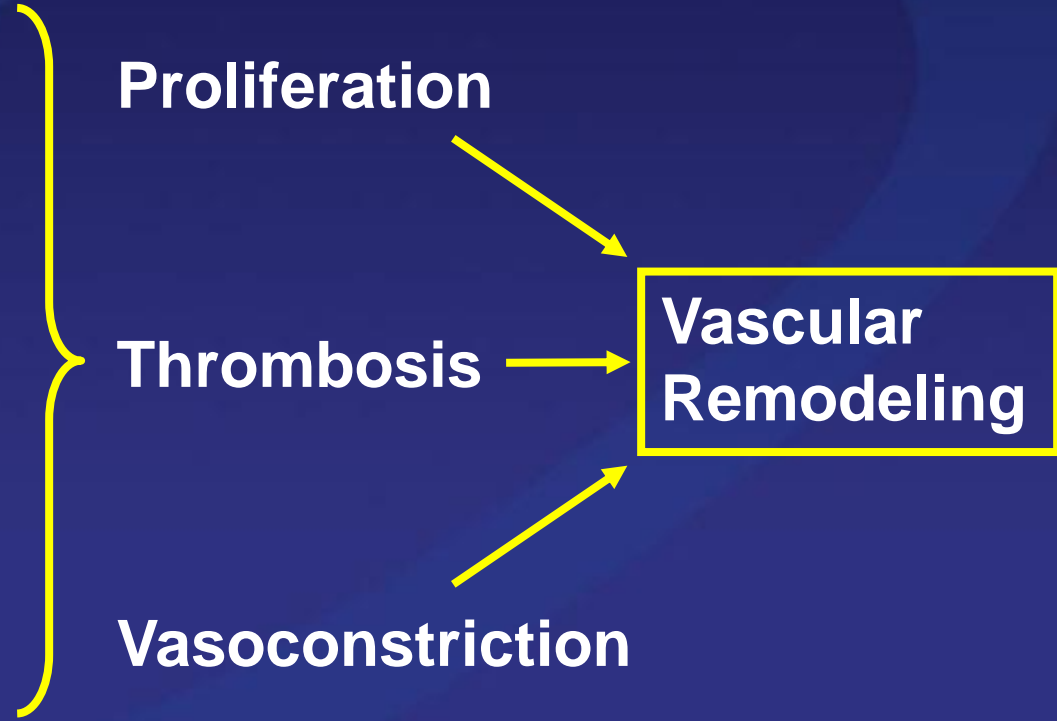 Proliferation
Thrombosis
Vascular
Remodeling
Vasoconstriction